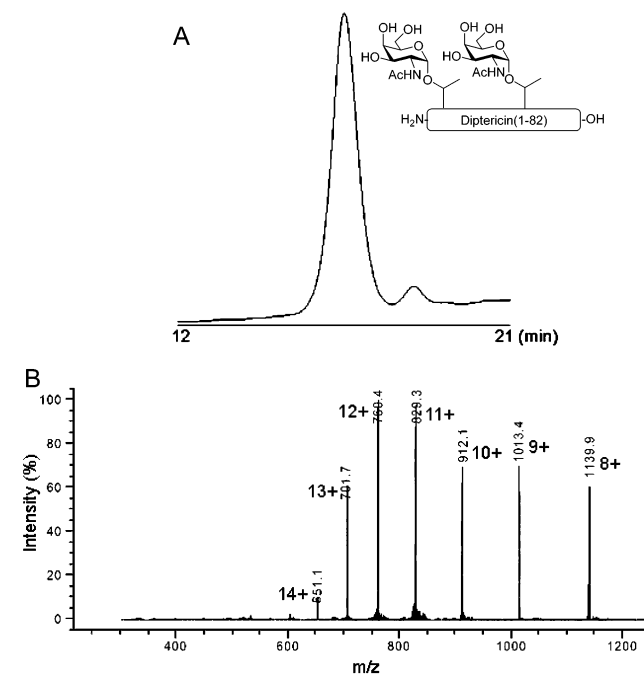 A
OH OH OH OH
O O
HO HO
AcHN AcHN
O O
H₂N- Diptericin(1-82) -OH
12 21 (min)
B
Intensity (%)
100
80
60
40
20
0
14+ 651.1
13+ 701.7
12+ 760.4
829.3 11+
912.1 10+
1013.4 9+
1139.9 8+
400 600 800 1000 1200
m/z